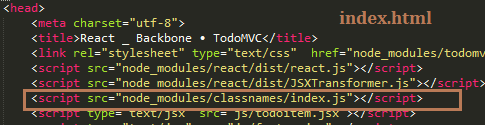 <head>
index.html
<meta charset="utf-8">
<title>React _ Backbone • TodoMVC</title>
<link rel="stylesheet" type="text/css" href="node_modules/todomv
<script src="node_modules/react/dist/react.js"></script>
<script src="node_modules/react/dist/JSXTransformer.js"></script>
<script src="node_modules/classnames/index.js"></script>
<script type="text/jsx" src="js/todoItem.jsx"></script>